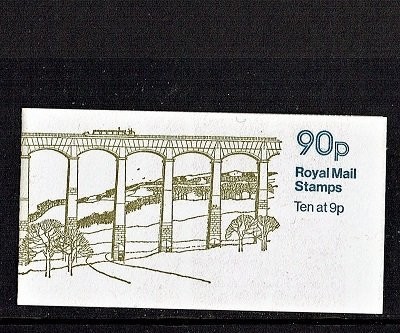 90p
Royal Mail
Stamps
Ten at 9p